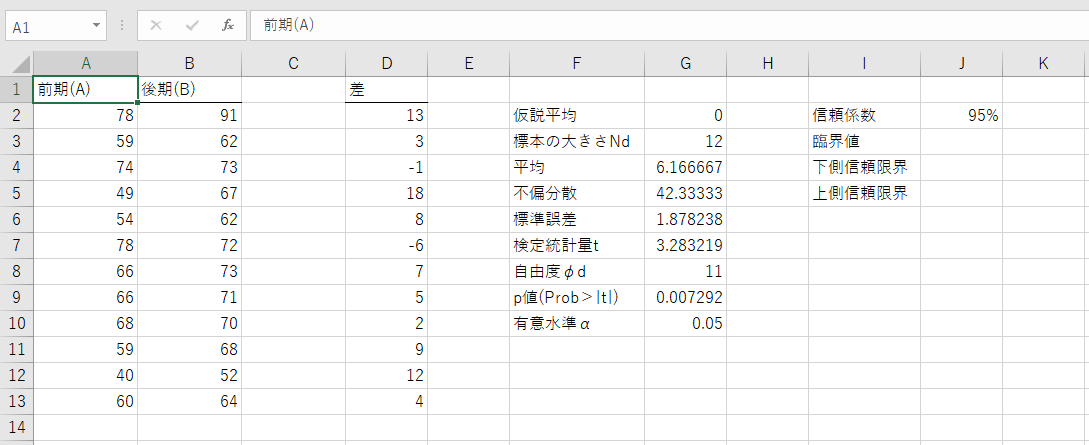 A1 fx 前期(A)
A B C D E F G H I J K
1 前期(A) 後期(B) 差
2 78 91 13 仮説平均 0 信頼係数 95%
3 59 62 3 標本の大きさNd 12 臨界値
4 74 73 -1 平均 6.166667 下側信頼限界
5 49 67 18 不偏分散 42.33333 上側信頼限界
6 54 62 8 標準誤差 1.878238
7 78 72 -6 検定統計量t 3.283219
8 66 73 7 自由度φd 11
9 66 71 5 p値(Prob＞|t|) 0.007292
10 68 70 2 有意水準α 0.05
11 59 68 9
12 40 52 12
13 60 64 4
14